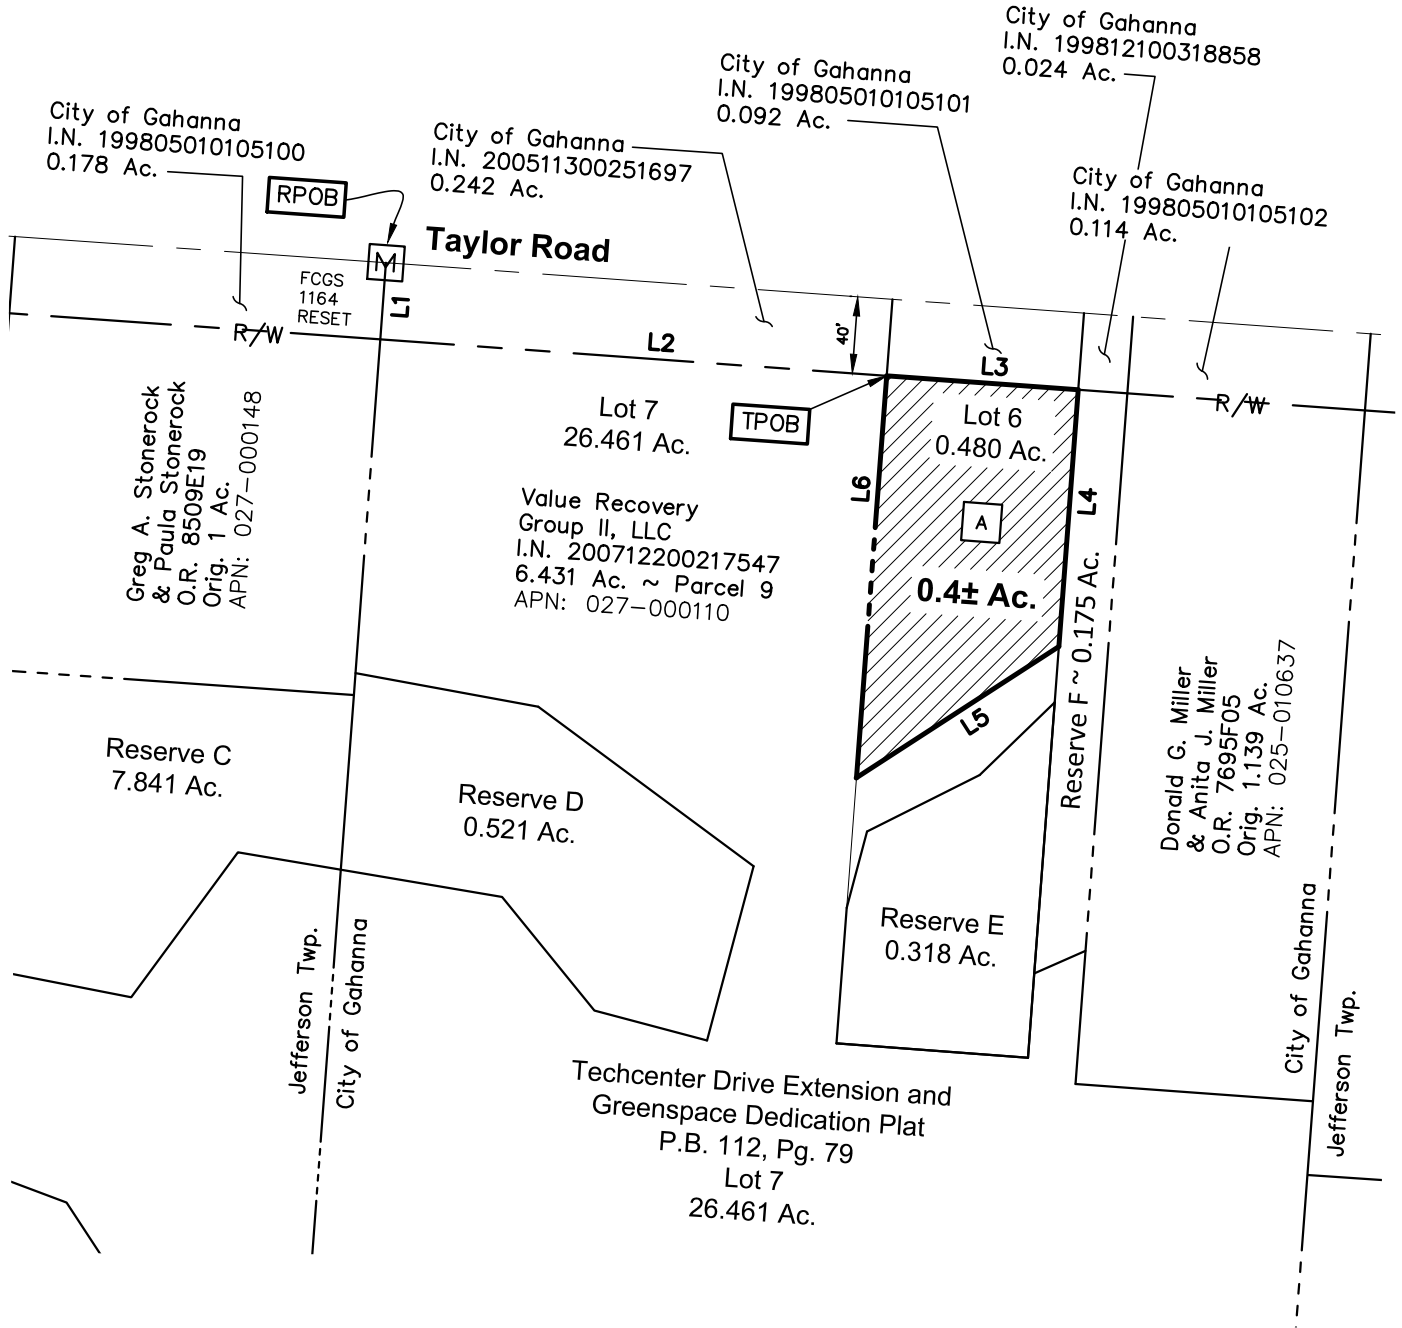 City of Gahanna
I.N. 199812100318858
0.024 Ac.
City of Gahanna
I.N. 199805010105101
0.092 Ac.
City of Gahanna
I.N. 199805010105100
0.178 Ac.
City of Gahanna
I.N. 200511300251697
0.242 Ac.
City of Gahanna
I.N. 199805010105102
0.114 Ac.
RPOB
Taylor Road
M
FCGS
1164
RESET
L1
R/W
L2
40'
L3
R/W
TPOB
Lot 7
26.461 Ac.
Lot 6
0.480 Ac.
A
0.4± Ac.
L6
L4
L5
Greg A. Stonerock
& Paula Stonerock
O.R. 8509E19
Orig. 1 Ac.
APN: 027-000148
Value Recovery
Group II, LLC
I.N. 200712200217547
6.431 Ac. ~ Parcel 9
APN: 027-000110
Reserve F ~ 0.175 Ac.
Donald G. Miller
& Anita J. Miller
O.R. 7695F05
Orig. 1.139 Ac.
APN: 025-010637
Reserve C
7.841 Ac.
Reserve D
0.521 Ac.
Reserve E
0.318 Ac.
Jefferson Twp.
City of Gahanna
City of Gahanna
Jefferson Twp.
Techcenter Drive Extension and
Greenspace Dedication Plat
P.B. 112, Pg. 79
Lot 7
26.461 Ac.